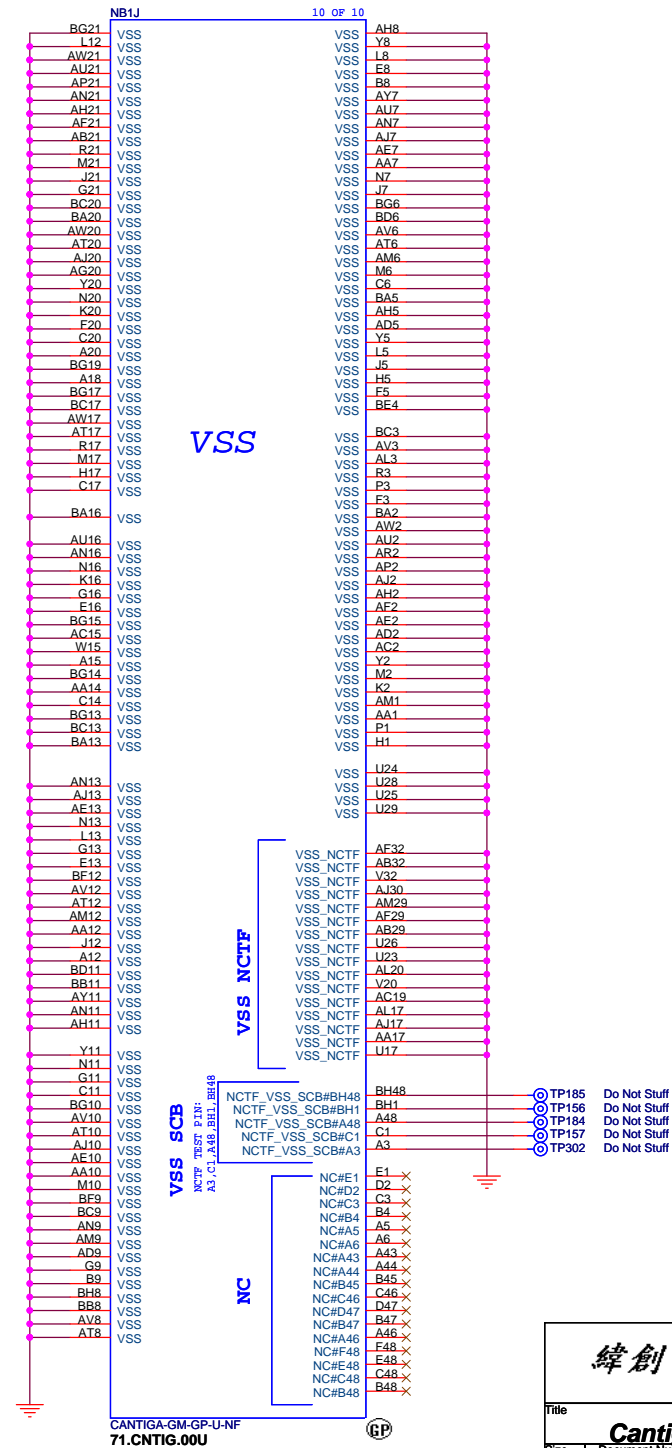 NB1J 10 OF 10
BG21 VSS VSS AH8
L12 VSS VSS Y8
AW21 VSS VSS L8
AU21 VSS VSS E8
AP21 VSS VSS B8
AN21 VSS VSS AY7
AH21 VSS VSS AU7
AF21 VSS VSS AN7
AB21 VSS VSS AJ7
R21 VSS VSS AE7
M21 VSS VSS AA7
J21 VSS VSS N7
G21 VSS VSS J7
BC20 VSS VSS BG6
BA20 VSS VSS BD6
AW20 VSS VSS AV6
AT20 VSS VSS AT6
AJ20 VSS VSS AM6
AG20 VSS VSS M6
Y20 VSS VSS C6
N20 VSS VSS BA5
K20 VSS VSS AH5
F20 VSS VSS AD5
C20 VSS VSS Y5
A20 VSS VSS L5
BG19 VSS VSS J5
A18 VSS VSS H5
BG17 VSS VSS F5
BC17 VSS VSS BE4
AW17 VSS
AT17 VSS VSS BC3
R17 VSS VSS AV3
M17 VSS VSS AL3
H17 VSS VSS R3
C17 VSS VSS P3
VSS F3
BA16 VSS VSS BA2
VSS AW2
AU16 VSS VSS AU2
AN16 VSS VSS AR2
N16 VSS VSS AP2
K16 VSS VSS AJ2
G16 VSS VSS AH2
E16 VSS VSS AF2
BG15 VSS VSS AE2
AC15 VSS VSS AD2
W15 VSS VSS AC2
A15 VSS VSS Y2
BG14 VSS VSS M2
AA14 VSS VSS K2
C14 VSS VSS AM1
BG13 VSS VSS AA1
BC13 VSS VSS P1
BA13 VSS VSS H1
VSS U24
AN13 VSS VSS U28
AJ13 VSS VSS U25
AE13 VSS VSS U29
N13 VSS
L13 VSS
G13 VSS VSS_NCTF AF32
E13 VSS VSS_NCTF AB32
BF12 VSS VSS_NCTF V32
AV12 VSS VSS_NCTF AJ30
AT12 VSS VSS_NCTF AM29
AM12 VSS VSS_NCTF AF29
AA12 VSS VSS_NCTF AB29
J12 VSS VSS_NCTF U26
A12 VSS VSS_NCTF U23
BD11 VSS VSS_NCTF AL20
BB11 VSS VSS_NCTF V20
AY11 VSS VSS_NCTF AC19
AN11 VSS VSS_NCTF AL17
AH11 VSS VSS_NCTF AJ17
VSS_NCTF AA17
Y11 VSS VSS_NCTF U17
N11 VSS
G11 VSS
C11 VSS NCTF_VSS_SCB#BH48 BH48 TP185 Do Not Stuff
BG10 VSS NCTF_VSS_SCB#BH1 BH1 TP156 Do Not Stuff
AV10 VSS NCTF_VSS_SCB#A48 A48 TP184 Do Not Stuff
AT10 VSS NCTF_VSS_SCB#C1 C1 TP157 Do Not Stuff
AJ10 VSS NCTF_VSS_SCB#A3 A3 TP302 Do Not Stuff
AE10 VSS
AA10 VSS NC#E1 E1
M10 VSS NC#D2 D2
BF9 VSS NC#C3 C3
BC9 VSS NC#B4 B4
AN9 VSS NC#A5 A5
AM9 VSS NC#A6 A6
AD9 VSS NC#A43 A43
G9 VSS NC#A44 A44
B9 VSS NC#B45 B45
BH8 VSS NC#C46 C46
BB8 VSS NC#D47 D47
AV8 VSS NC#B47 B47
AT8 VSS NC#A46 A46
NC#F48 F48
NC#E48 E48
NC#C48 C48
NC#B48 B48
VSS
VSS NCTF
VSS SCB
NCTF TEST PIN:
A3,C1,A48,BH1,BH48
NC
CANTIGA-GM-GP-U-NF
71.CNTIG.00U
GP
緯創
Title
Canti